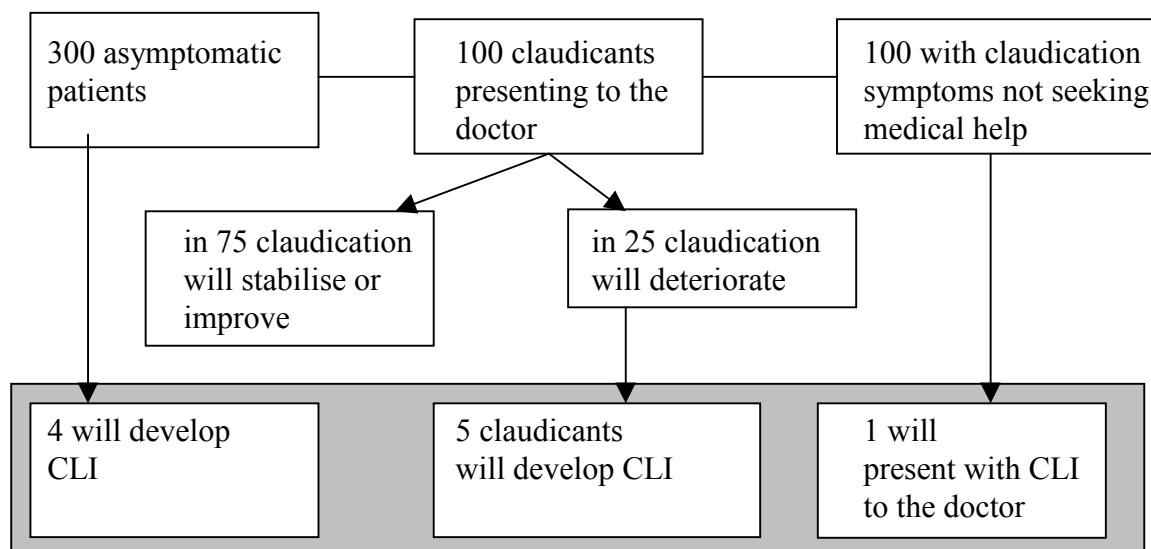 300 asymptomatic
patients
100 claudicants
presenting to the
doctor
100 with claudication
symptoms not seeking
medical help
in 75 claudication
will stabilise or
improve
in 25 claudication
will deteriorate
4 will develop
CLI
5 claudicants
will develop CLI
1 will
present with CLI
to the doctor